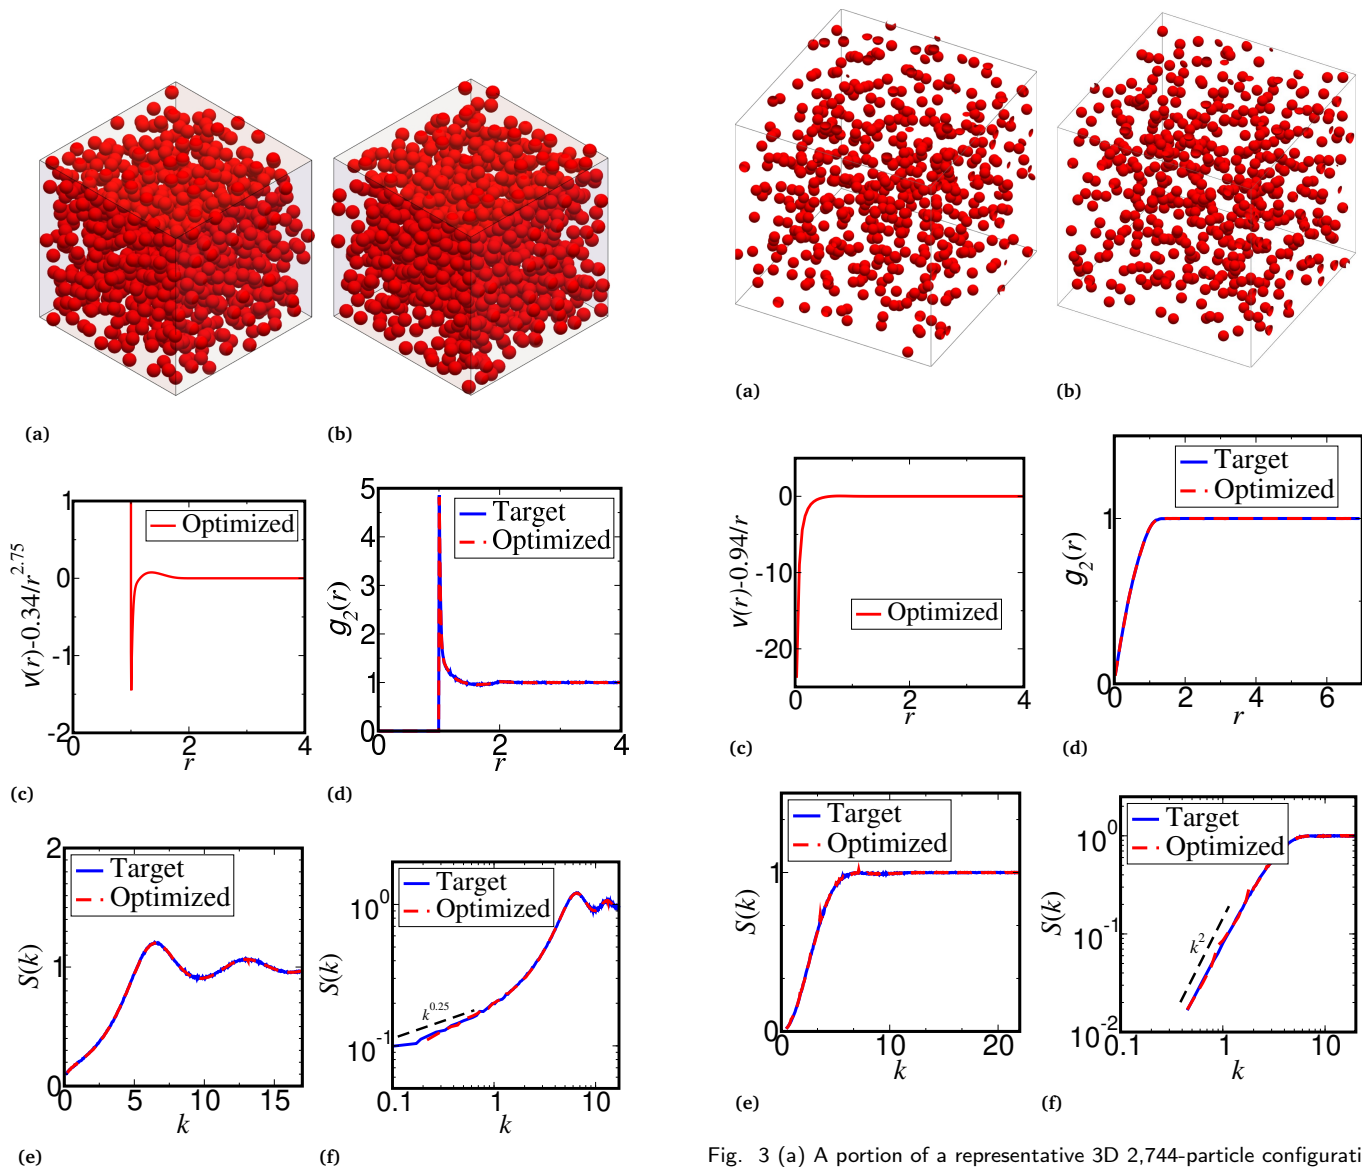 (a)
(b)
v(r)-0.34/r^2.75
1
0
-1
-2
0
2
4
r
Optimized
(c)
g2(r)
5
4
3
2
1
0
0
2
4
r
Target
Optimized
(d)
S(k)
2
1
0
0
5
10
15
k
Target
Optimized
(e)
S(k)
10^0
10^-1
0.1
1
10
k
Target
Optimized
k^0.25
(f)
(a)
(b)
v(r)-0.94/r
0
-10
-20
0
2
4
r
Optimized
(c)
g2(r)
1
0
0
2
4
6
r
Target
Optimized
(d)
S(k)
1
0
0
10
20
k
Target
Optimized
(e)
S(k)
10^0
10^-1
10^-2
0.1
1
10
k
Target
Optimized
k^2
(f)
Fig. 3 (a) A portion of a representative 3D 2,744-particle configurati